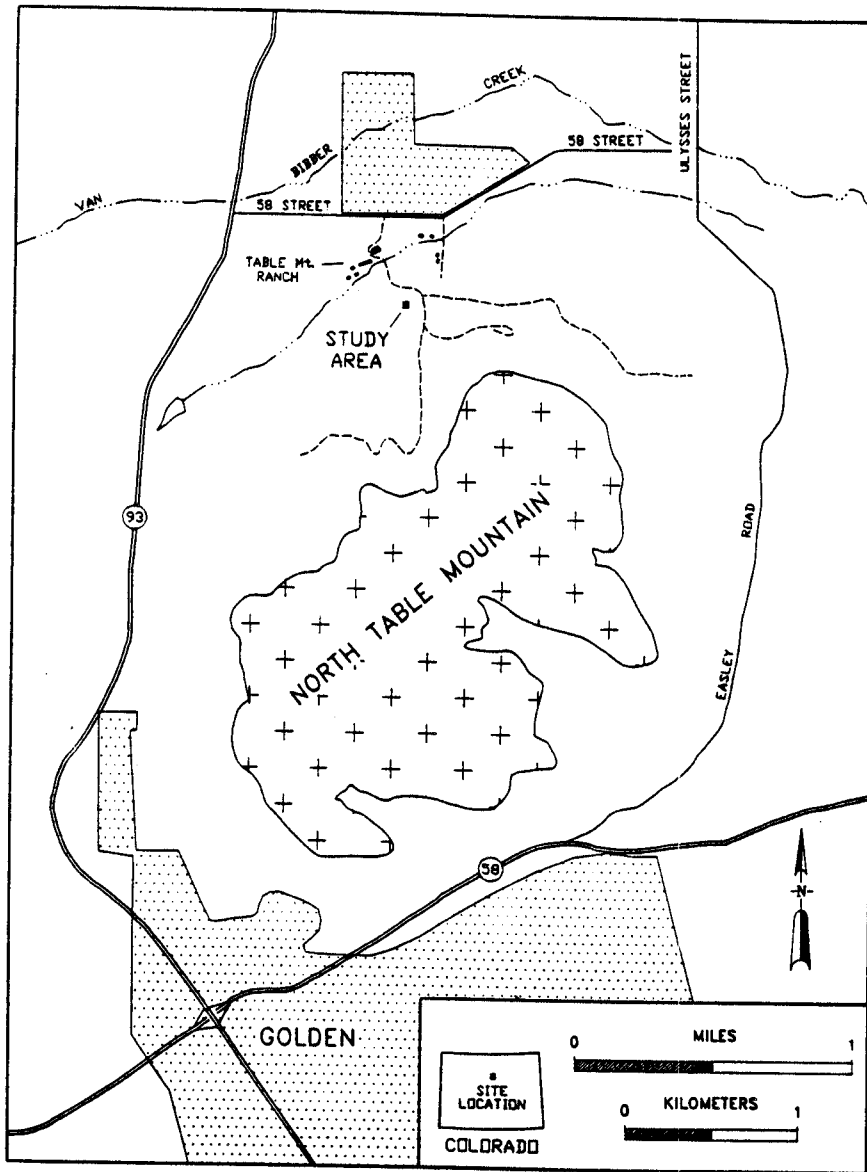 CREEK
ULYSSES STREET
58 STREET
VAN BIBBER
58 STREET
TABLE Mt.
RANCH
STUDY
AREA
93
NORTH TABLE MOUNTAIN
ROAD
EASLEY
58
N
GOLDEN
0 MILES 1
SITE
LOCATION
0 KILOMETERS 1
COLORADO